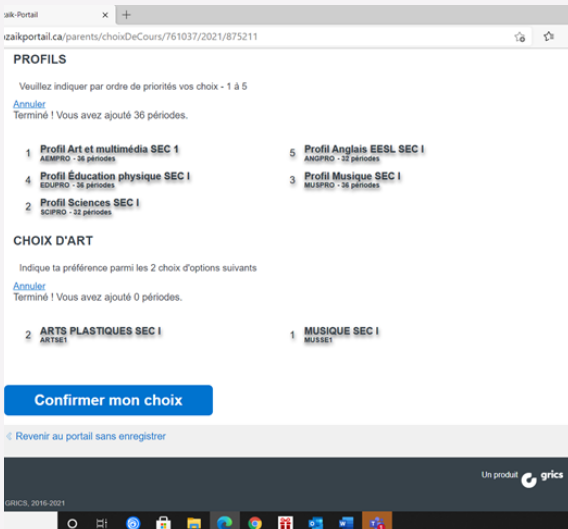 zaik-Portail
zaikportail.ca/parents/choixDeCours/761037/2021/875211
PROFILS
Veuillez indiquer par ordre de priorités vos choix - 1 à 5
Annuler
Terminé ! Vous avez ajouté 36 périodes.
1 Profil Art et multimédia SEC 1
AEMPRO - 36 périodes
5 Profil Anglais EESL SEC I
ANGPRO - 32 périodes
4 Profil Éducation physique SEC I
EDUPRO - 36 périodes
3 Profil Musique SEC I
MUSPRO - 36 périodes
2 Profil Sciences SEC I
SCIPRO - 32 périodes
CHOIX D'ART
Indique ta préférence parmi les 2 choix d'options suivants
Annuler
Terminé ! Vous avez ajouté 0 périodes.
2 ARTS PLASTIQUES SEC I
ARTSE1
1 MUSIQUE SEC I
MUSSE1
Confirmer mon choix
Revenir au portail sans enregistrer
Un produit grics
GRICS, 2016-2021